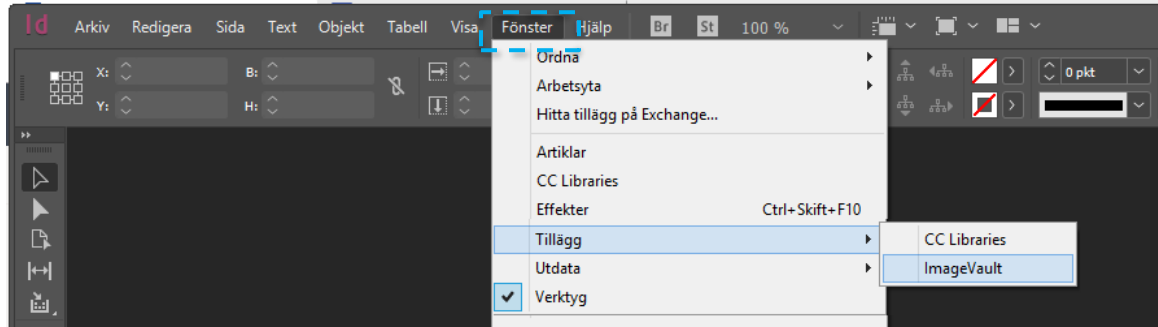 Id Arkiv Redigera Sida Text Objekt Tabell Visa Fönster Hjälp Br St 100 %
X: B: 0 pkt
Y: H:
Ordna
Arbetsyta
Hitta tillägg på Exchange...
Artiklar
CC Libraries
Effekter Ctrl+Skift+F10
Tillägg CC Libraries
Utdata ImageVault
Verktyg